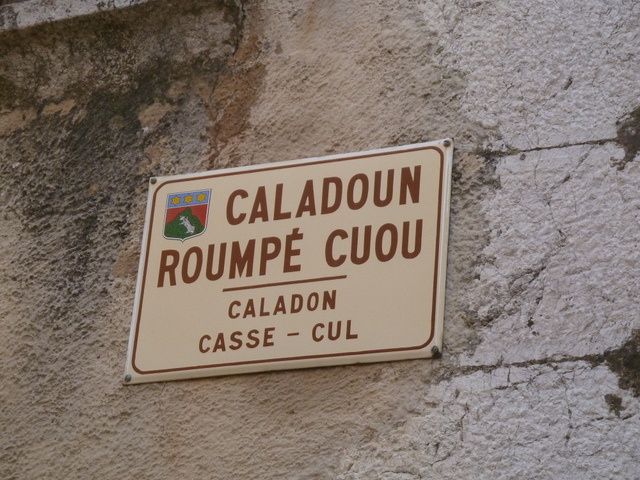 CALADOUN
ROUMPÉ CUOU
CALADON
CASSE - CUL